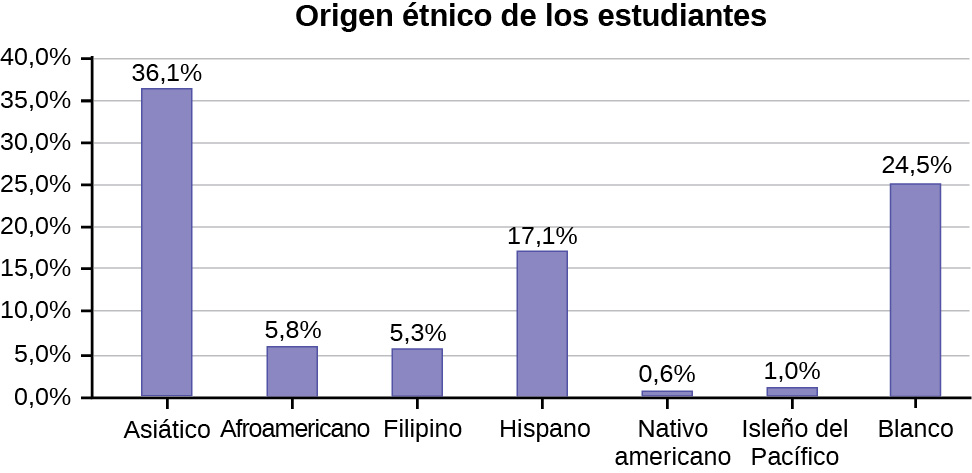 Origen étnico de los estudiantes
40,0%
35,0%
30,0%
25,0%
20,0%
15,0%
10,0%
5,0%
0,0%
36,1%
5,8%
5,3%
17,1%
0,6%
1,0%
24,5%
Asiático
Afroamericano
Filipino
Hispano
Nativo
americano
Isleño del
Pacífico
Blanco